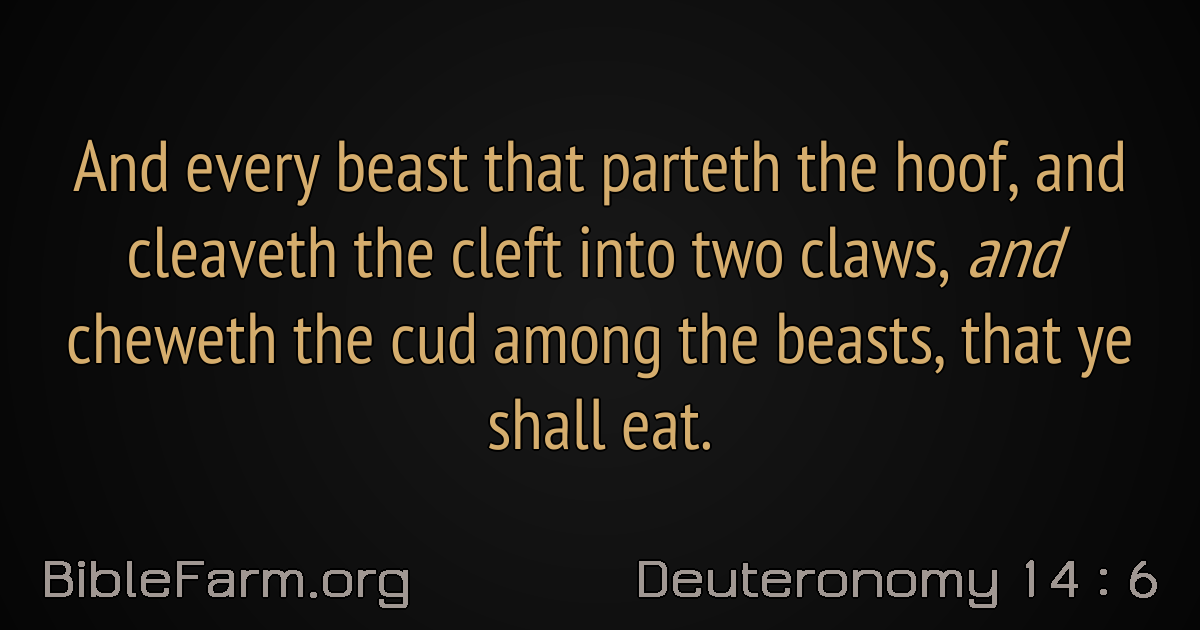 And every beast that parteth the hoof, and
cleaveth the cleft into two claws, and
cheweth the cud among the beasts, that ye
shall eat.
BibleFarm.org
Deuteronomy 14 : 6